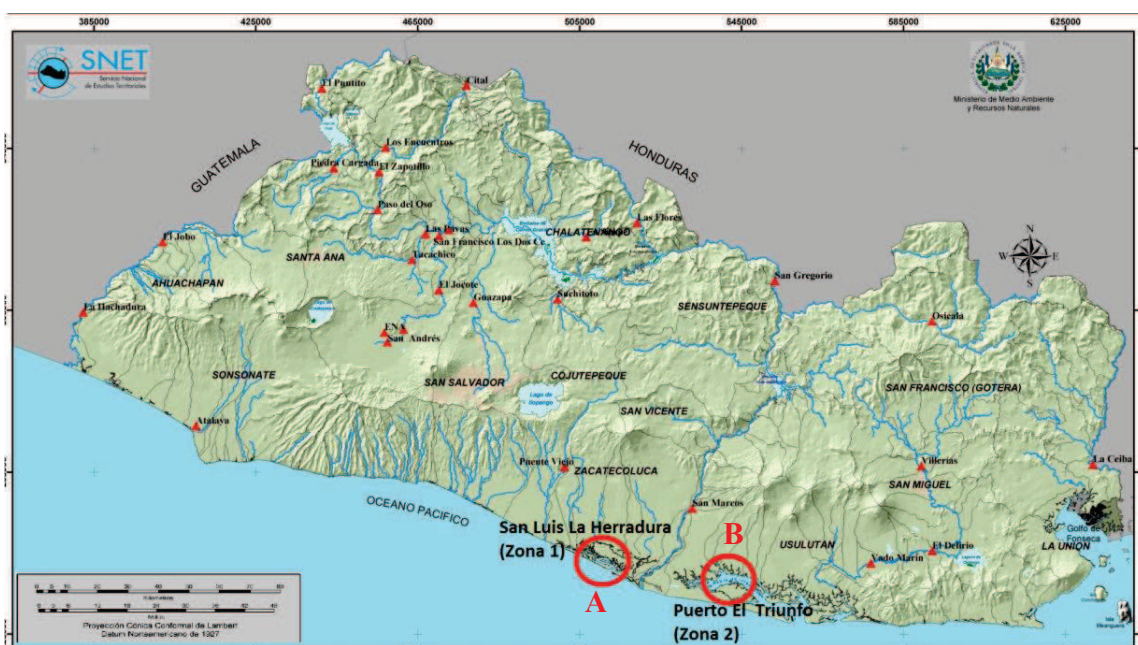 385000 425000 465000 505000 545000 585000 625000
SNET
Servicio Nacional
de Estudios Territoriales
Ministerio de Medio Ambiente
y Recursos Naturales
El Puntito
Cital
Los Encuentros
GUATEMALA
HONDURAS
Piedra Cargada
El Zapotillo
Paso del Oso
Las Flores
Las Pavas
CHALATENANGO
El Jobo
San Francisco Los Dos Ce..
SANTA ANA
Tacachico
N
W E
S
San Gregorio
AHUACHAPAN
El Jocote
Guazapa
Suchitoto
SENSUNTEPEQUE
La Hachadura
Osicala
ENA
San Andrés
SONSONATE
SAN SALVADOR
COJUTEPEQUE
SAN FRANCISCO (GOTERA)
Lago de
Ilopango
SAN VICENTE
Atalaya
Puente Viejo
ZACATECOLUCA
Villerías
La Ceiba
SAN MIGUEL
OCEANO PACIFICO
San Marcos
San Luis La Herradura
(Zona 1)
B
Golfo de
Fonseca
USULUTAN
El Delirio
LA UNION
Vado Marín
A
Puerto El Triunfo
(Zona 2)
Proyección Cónica Conformal de Lambert
Datum Norteamericano de 1927